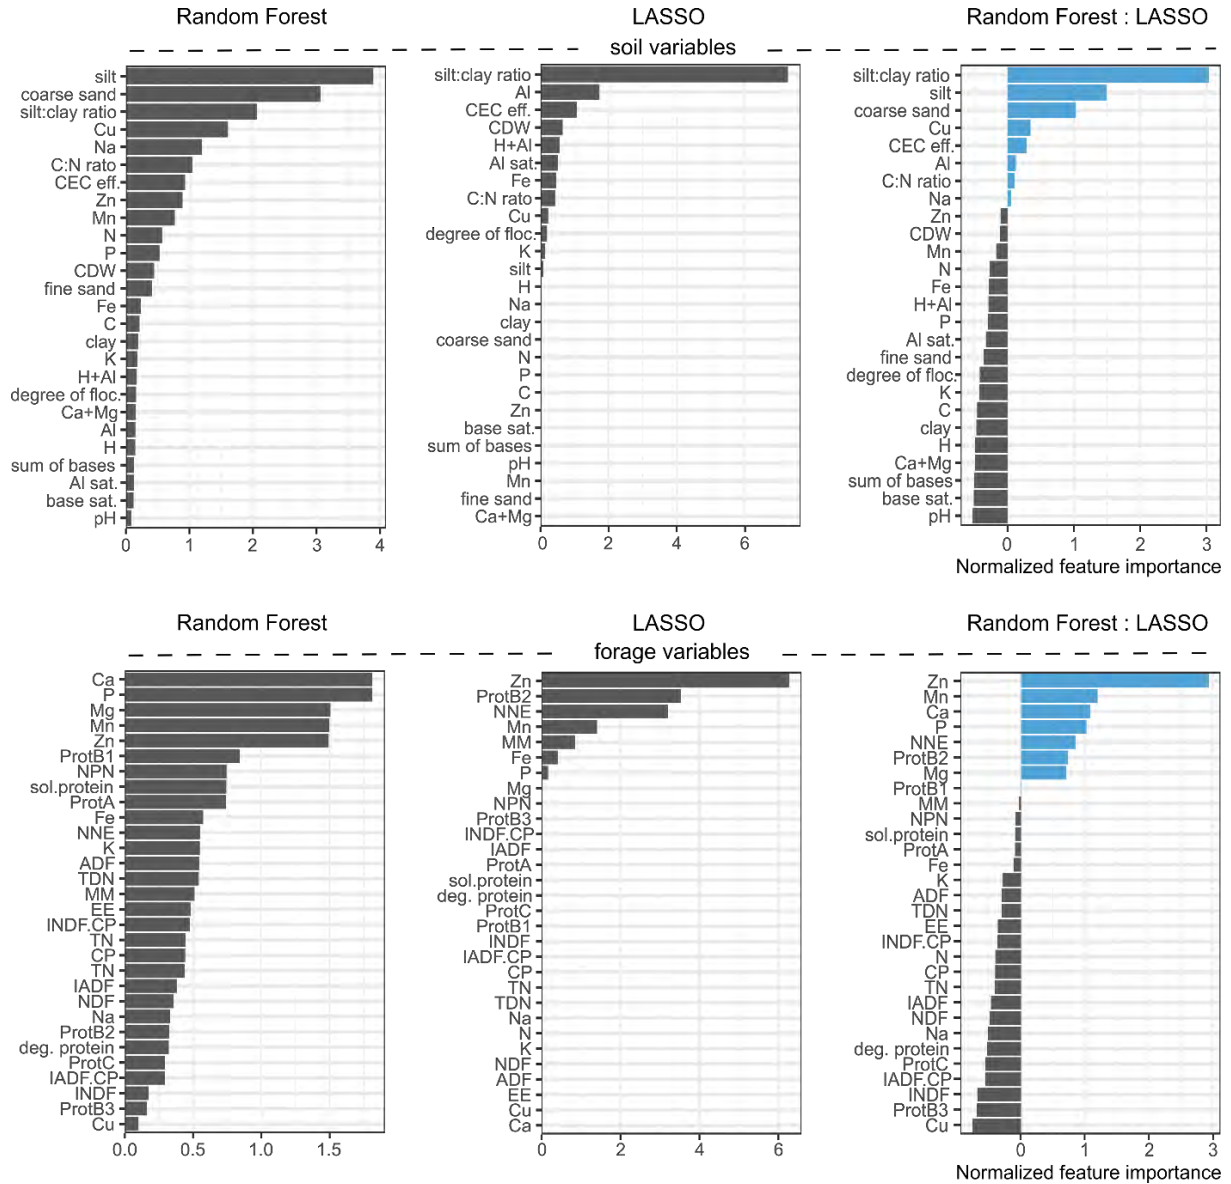 Random Forest
LASSO
Random Forest : LASSO
soil variables
silt
coarse sand
silt:clay ratio
Cu
Na
C:N rato
CEC eff.
Zn
Mn
N
P
CDW
fine sand
Fe
C
clay
K
H+Al
degree of floc.
Ca+Mg
Al
H
sum of bases
Al sat.
base sat.
pH
0 1 2 3 4
silt:clay ratio
Al
CEC eff.
CDW
H+Al
Al sat.
Fe
C:N rato
Cu
degree of floc.
K
silt
H
Na
clay
coarse sand
N
P
C
Zn
base sat.
sum of bases
pH
Mn
fine sand
Ca+Mg
0 2 4 6
silt:clay ratio
silt
coarse sand
Cu
CEC eff.
Al
C:N ratio
Na
Zn
CDW
Mn
N
Fe
H+Al
P
Al sat.
fine sand
degree of floc.
K
C
clay
H
Ca+Mg
sum of bases
base sat.
pH
0 1 2 3
Normalized feature importance
Random Forest
LASSO
Random Forest : LASSO
forage variables
Ca
P
Mg
Mn
Zn
ProtB1
NPN
sol.protein
ProtA
Fe
NNE
K
ADF
TDN
MM
EE
INDF.CP
TN
CP
TN
IADF
NDF
Na
ProtB2
deg. protein
ProtC
IADF.CP
INDF
ProtB3
Cu
0.0 0.5 1.0 1.5
Zn
ProtB2
NNE
Mn
MM
Fe
P
Mg
NPN
ProtB3
INDF.CP
IADF
ProtA
sol.protein
deg. protein
ProtC
ProtB1
INDF
IADF.CP
CP
TN
TDN
Na
N
K
NDF
ADF
EE
Cu
Ca
0 2 4 6
Zn
Mn
Ca
P
NNE
ProtB2
Mg
ProtB1
MM
NPN
sol.protein
ProtA
Fe
K
ADF
TDN
EE
INDF.CP
N
CP
TN
IADF
NDF
Na
deg. protein
ProtC
IADF.CP
INDF
ProtB3
Cu
0 1 2 3
Normalized feature importance